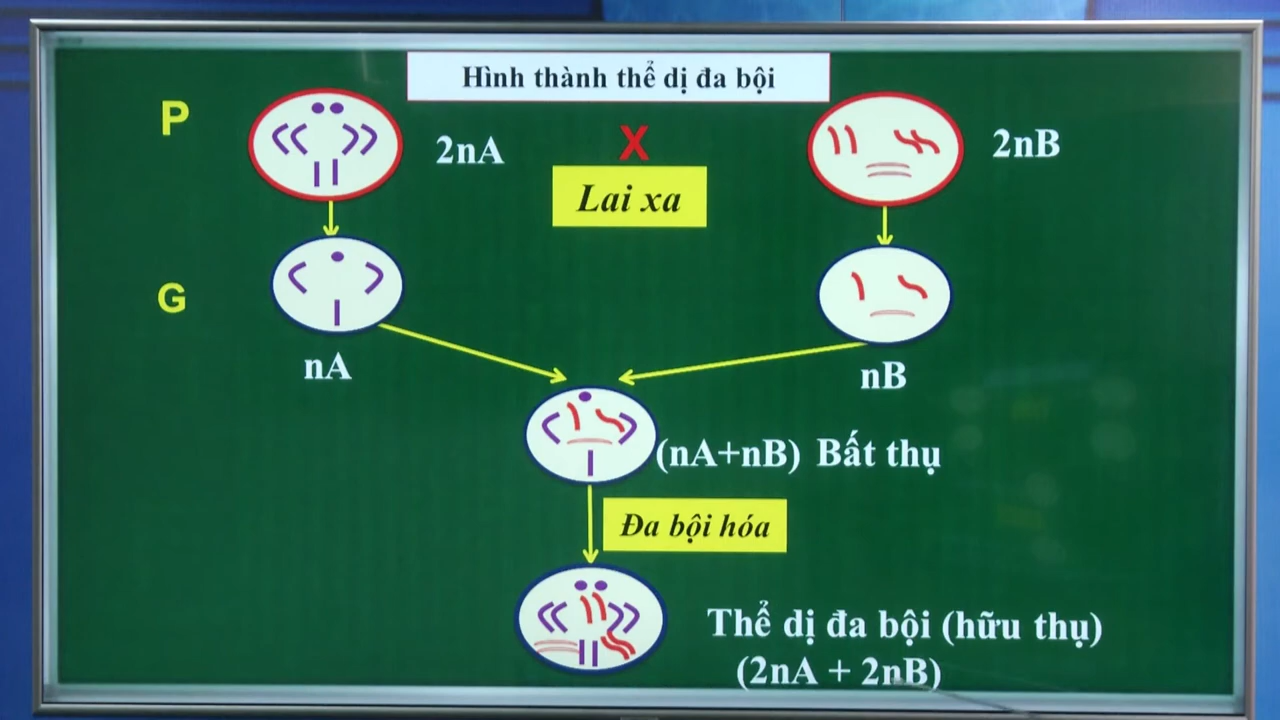 Hình thành thể dị đa bội
P
2nA
X
2nB
Lai xa
G
nA
nB
(nA+nB) Bất thụ
Đa bội hóa
Thể dị đa bội (hữu thụ)
(2nA + 2nB)